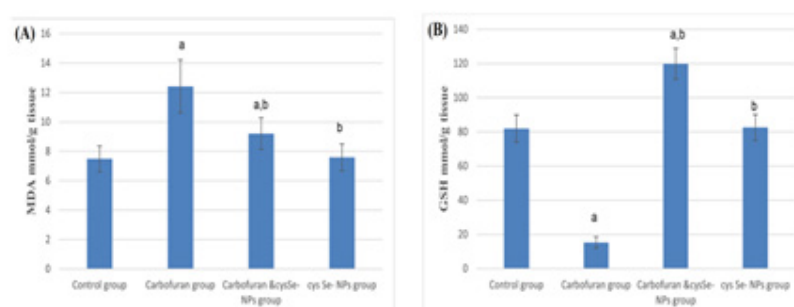 (A)
MDA mmol/g tissue
16
14
12
10
8
6
4
2
0
a
a,b
b
Control group
Carbofuran group
Carbofuran &cysSe-
NPs group
cys Se- NPs group
(B)
GSH mmol/g tissue
140
120
100
80
60
40
20
0
a
a,b
b
Control group
Carbofuran group
Carbofuran &cysSe-
NPs group
cys Se- NPs group